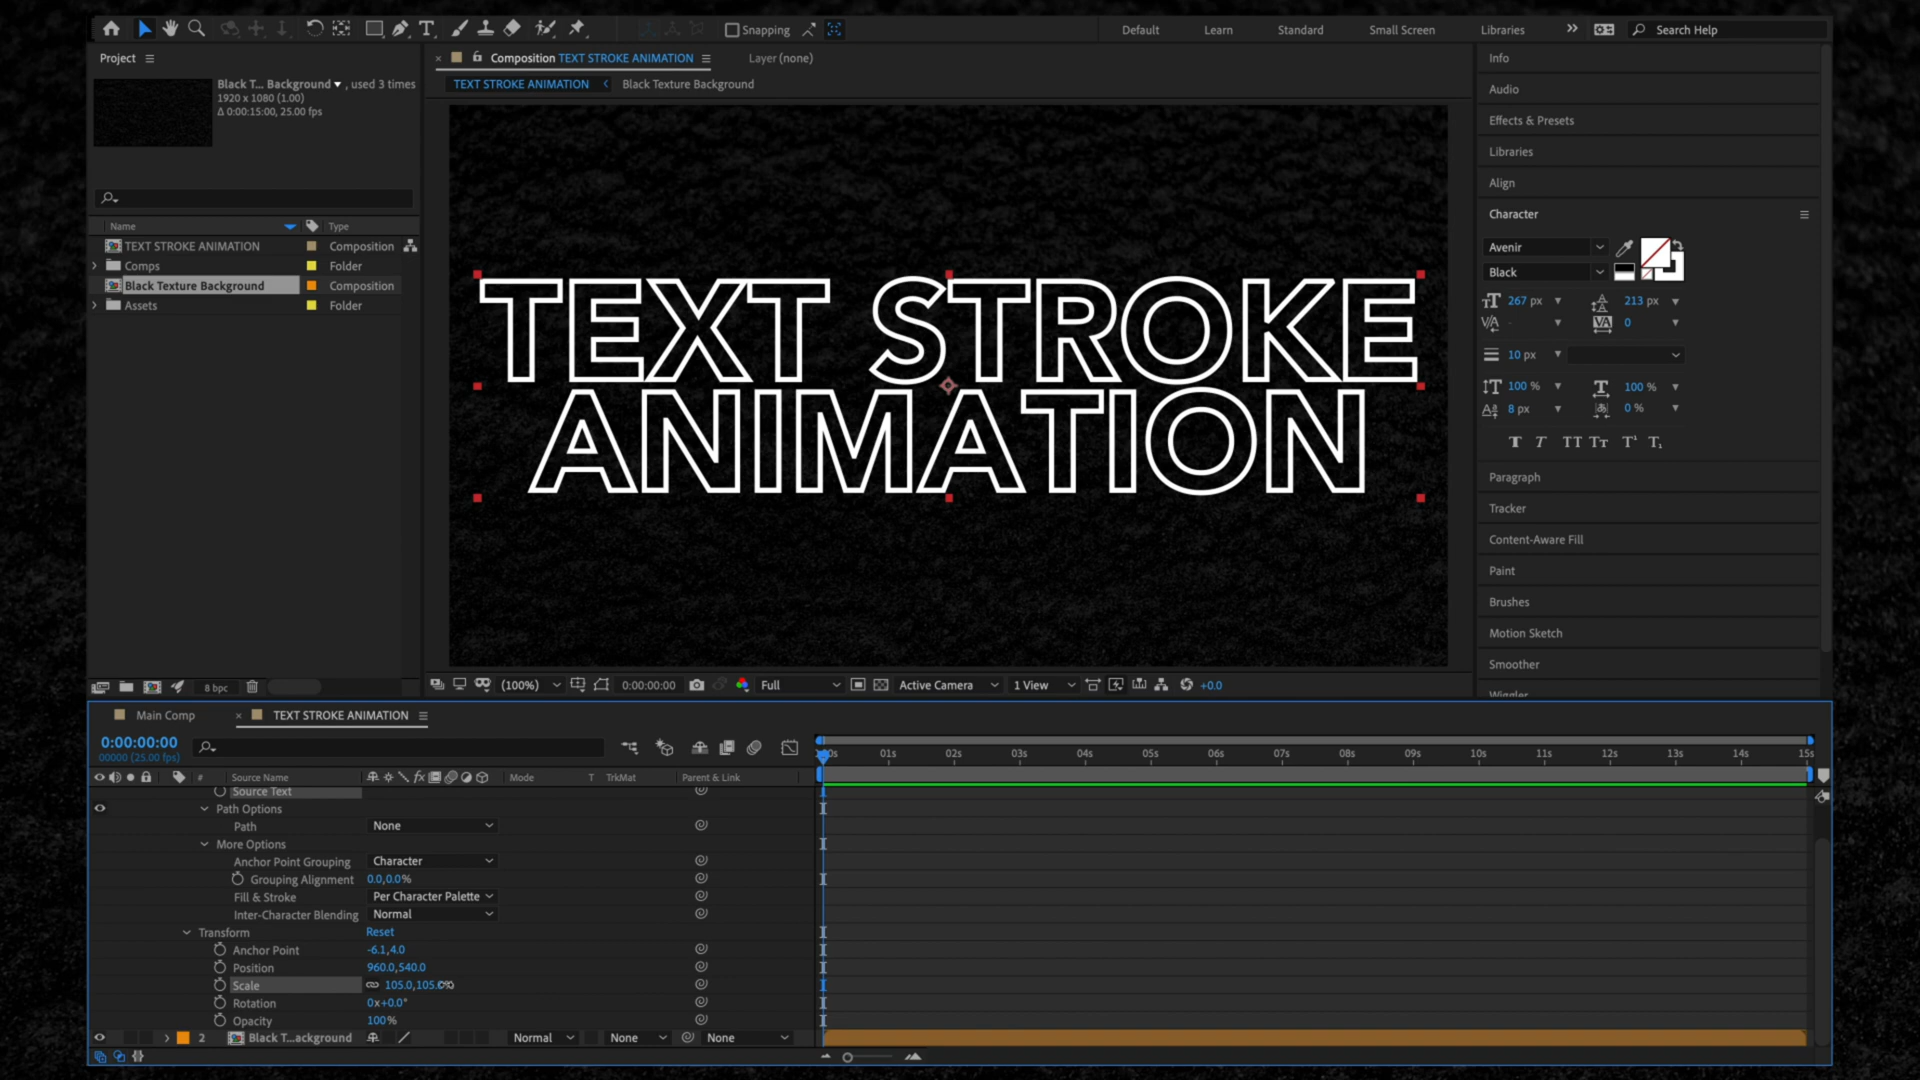 Snapping
Default
Learn
Standard
Small Screen
Libraries
Search Help
Project
Black T... Background ▼ , used 3 times
1920 x 1080 (1.00)
Δ 0:00:15:00, 25.00 fps
Name
Type
TEXT STROKE ANIMATION
Composition
Comps
Folder
Black Texture Background
Composition
Assets
Folder
8 bpc
Composition TEXT STROKE ANIMATION
Layer (none)
TEXT STROKE ANIMATION
Black Texture Background
TEXT STROKE
ANIMATION
(100%)
0:00:00:00
Full
Active Camera
1 View
+0.0
Info
Audio
Effects & Presets
Libraries
Align
Character
Avenir
Black
267 px
213 px
0
10 px
100 %
100 %
8 px
0 %
Paragraph
Tracker
Content-Aware Fill
Paint
Brushes
Motion Sketch
Smoother
Wiggler
Main Comp
TEXT STROKE ANIMATION
0:00:00:00
00000 (25.00 fps)
# Source Name
Mode
T TrkMat
Parent & Link
01s 02s 03s 04s 05s 06s 07s 08s 09s 10s 11s 12s 13s 14s 15s
Source Text
Path Options
Path
None
More Options
Anchor Point Grouping
Character
Grouping Alignment
0.0,0.0%
Fill & Stroke
Per Character Palette
Inter-Character Blending
Normal
Transform
Reset
Anchor Point
-6.1,4.0
Position
960.0,540.0
Scale
105.0,105.0%
Rotation
0x+0.0°
Opacity
100%
2
Black T...ackground
Normal
None
None